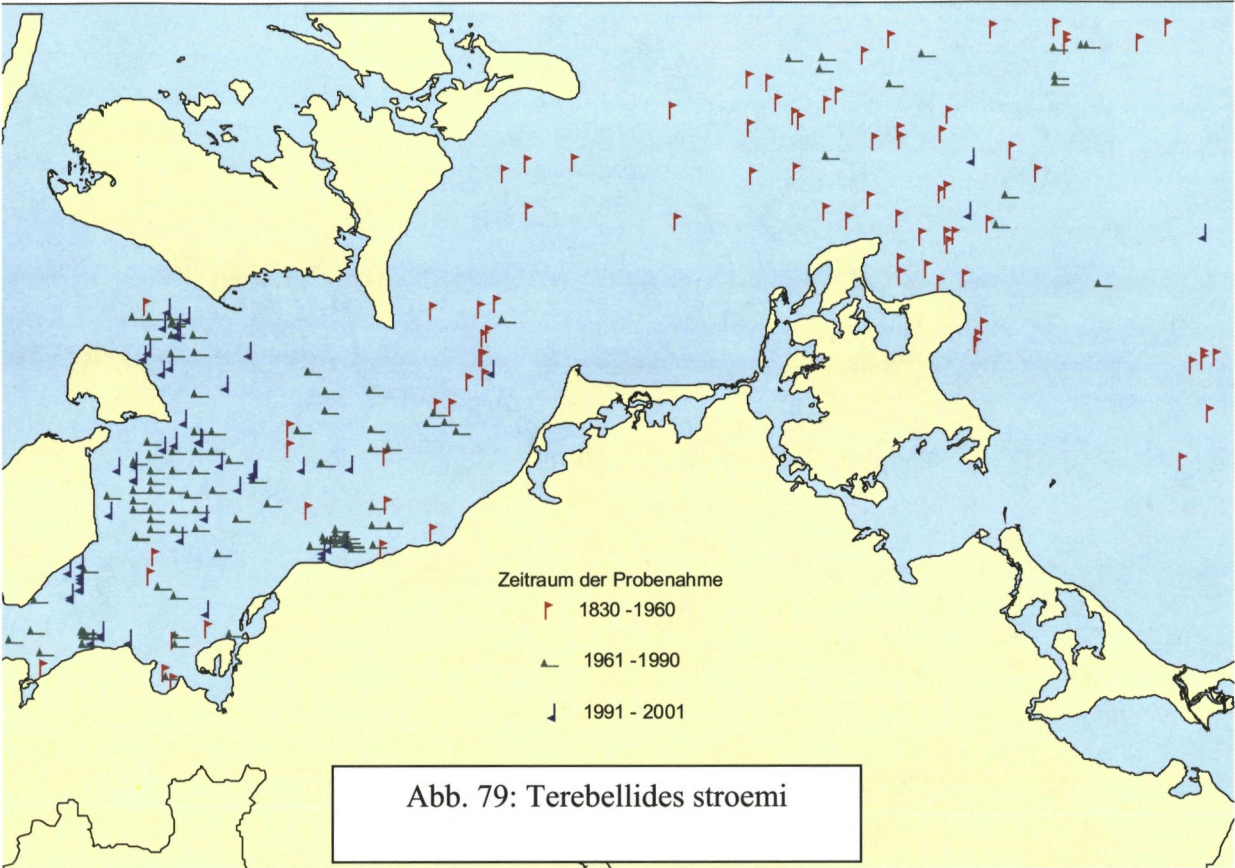 Zeitraum der Probenahme
1830 -1960
1961 -1990
1991 - 2001
Abb. 79: Terebellides stroemi